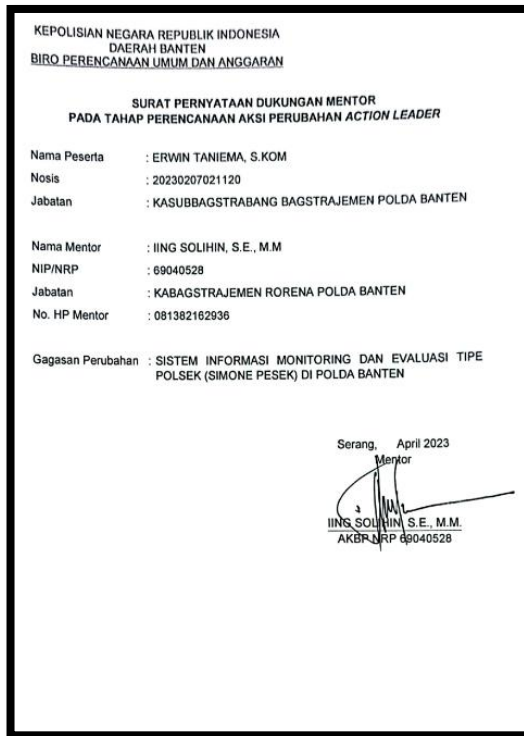 KEPOLISIAN NEGARA REPUBLIK INDONESIA
DAERAH BANTEN
BIRO PERENCANAAN UMUM DAN ANGGARAN
SURAT PERNYATAAN DUKUNGAN MENTOR
PADA TAHAP PERENCANAAN AKSI PERUBAHAN ACTION LEADER
Nama Peserta : ERWIN TANIEMA, S.KOM
Nosis : 20230207021120
Jabatan : KASUBBAGSTRABANG BAGSTRAJEMEN POLDA BANTEN
Nama Mentor : IING SOLIHIN, S.E., M.M
NIP/NRP : 69040528
Jabatan : KABAGSTRAJEMEN RORENA POLDA BANTEN
No. HP Mentor : 081382162936
Gagasan Perubahan : SISTEM INFORMASI MONITORING DAN EVALUASI TIPE
POLSEK (SIMONE PESEK) DI POLDA BANTEN
Serang, April 2023
Mentor
IING SOLIHIN, S.E., M.M.
AKBP NRP 69040528